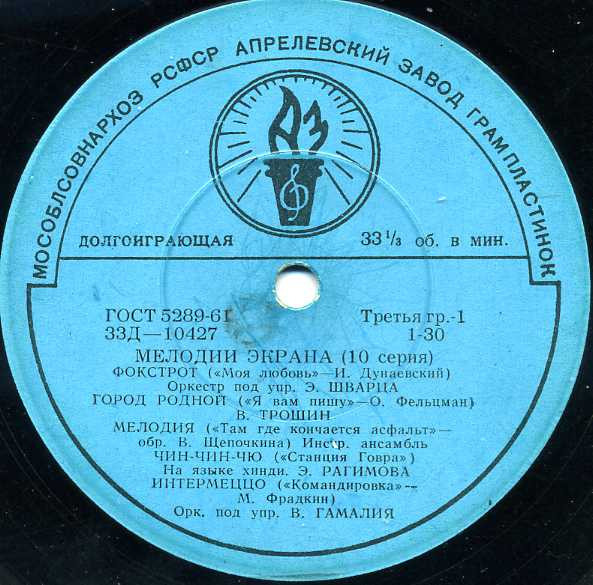 МОСОБЛСОВНАРХОЗ РСФСР АПРЕЛЕВСКИЙ ЗАВОД ГРАМПЛАСТИНОК
АЗ
ДОЛГОИГРАЮЩАЯ 33 1/3 об. в мин.
ГОСТ 5289-61 Третья гр.-1
33Д—10427 1-30
МЕЛОДИИ ЭКРАНА (10 серия)
ФОКСТРОТ («Моя любовь»—И. Дунаевский)
Оркестр под упр. Э. ШВАРЦА
ГОРОД РОДНОЙ («Я вам пишу»—О. Фельцман)
В. ТРОШИН
МЕЛОДИЯ («Там где кончается асфальт»—
обр. В. Щепочкина) Инстр. ансамбль
ЧИН-ЧИН-ЧЮ («Станция Говра»)
На языке хинди. Э. РАГИМОВА
ИНТЕРМЕЦЦО («Командировка»—
М. Фрадкин)
Орк. под упр. В. ГАМАЛИЯ